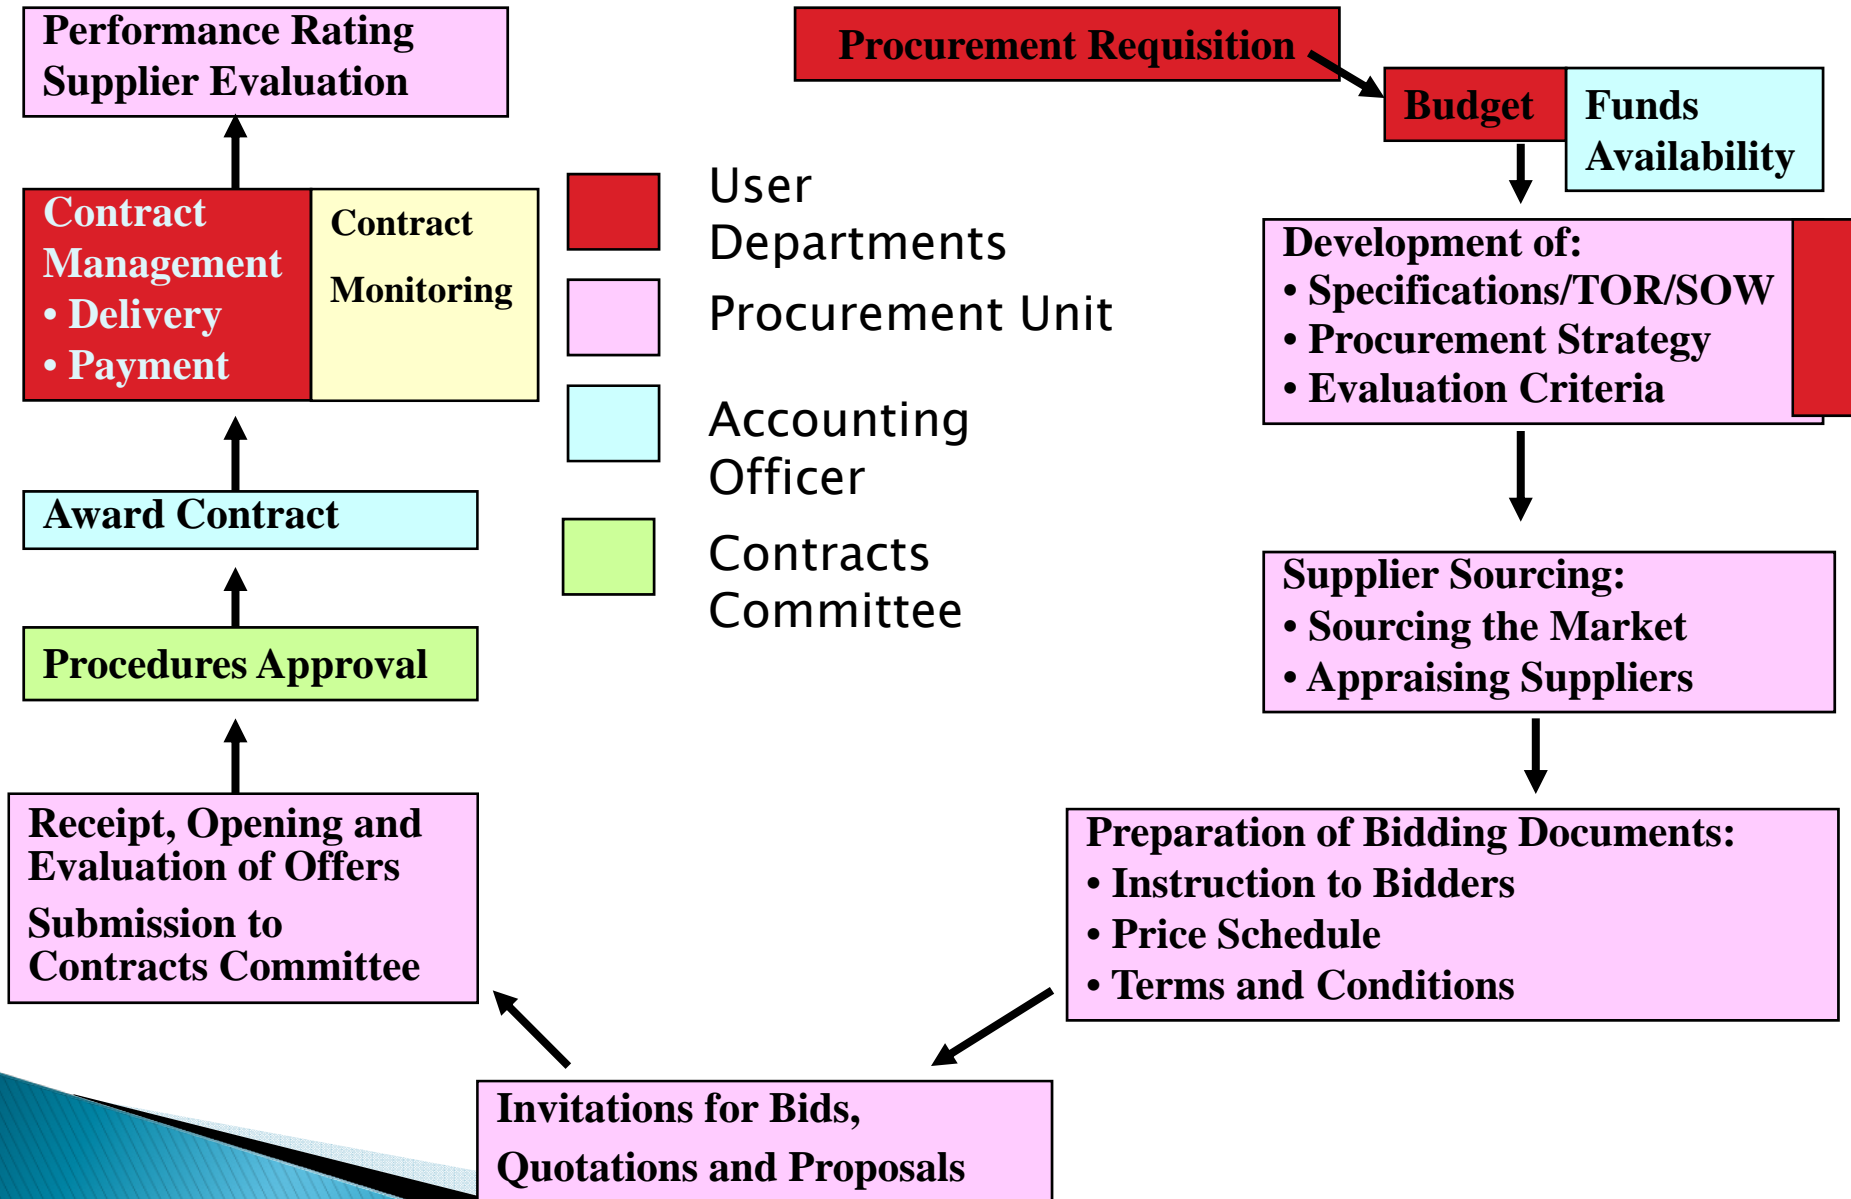 Performance Rating
Supplier Evaluation
Procurement Requisition
Budget
Funds
Availability
Contract
Management
• Delivery
• Payment
Contract
Monitoring
User
Departments
Procurement Unit
Accounting
Officer
Contracts
Committee
Development of:
• Specifications/TOR/SOW
• Procurement Strategy
• Evaluation Criteria
Award Contract
Procedures Approval
Supplier Sourcing:
• Sourcing the Market
• Appraising Suppliers
Receipt, Opening and
Evaluation of Offers
Submission to
Contracts Committee
Preparation of Bidding Documents:
• Instruction to Bidders
• Price Schedule
• Terms and Conditions
Invitations for Bids,
Quotations and Proposals